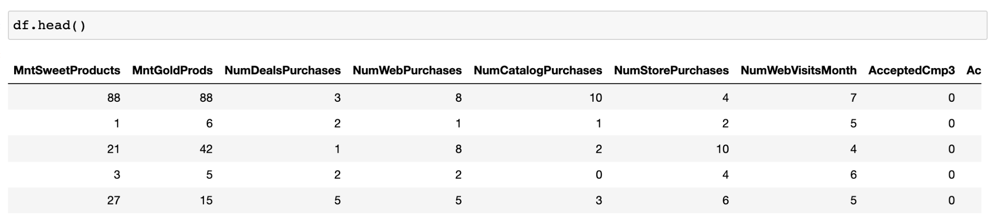 df.head()
MntSweetProducts MntGoldProds NumDealsPurchases NumWebPurchases NumCatalogPurchases NumStorePurchases NumWebVisitsMonth AcceptedCmp3 Ac
88 88 3 8 10 4 7 0
1 6 2 1 1 2 5 0
21 42 1 8 2 10 4 0
3 5 2 2 0 4 6 0
27 15 5 5 3 6 5 0